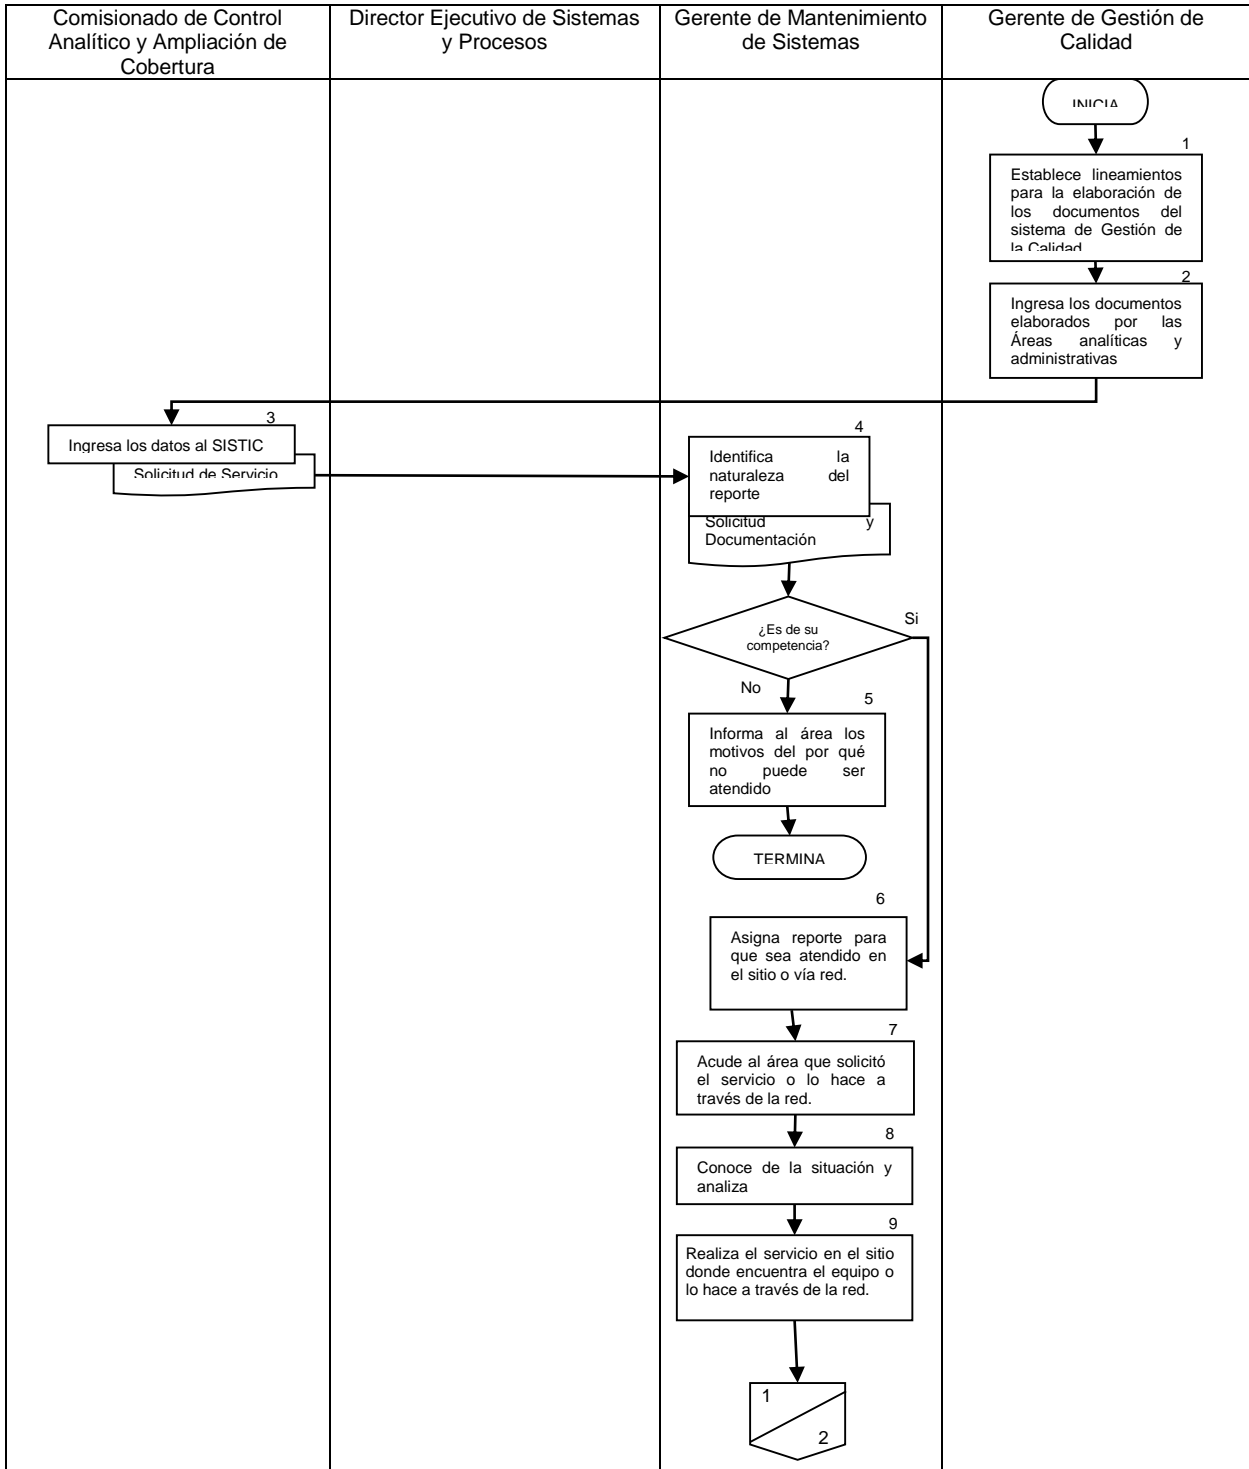 Comisionado de Control
Analítico y Ampliación de
Cobertura
Director Ejecutivo de Sistemas
y Procesos
Gerente de Mantenimiento
de Sistemas
Gerente de Gestión de
Calidad
INICIA
1
Establece lineamientos
para la elaboración de
los documentos del
sistema de Gestión de
la Calidad
2
Ingresa los documentos
elaborados por las
Áreas analíticas y
administrativas
3
Ingresa los datos al SISTIC
Solicitud de Servicio
4
Identifica la
naturaleza del
reporte
Solicitud y
Documentación
¿Es de su
competencia?
Si
No
5
Informa al área los
motivos del por qué
no puede ser
atendido
TERMINA
6
Asigna reporte para
que sea atendido en
el sitio o vía red.
7
Acude al área que solicitó
el servicio o lo hace a
través de la red.
8
Conoce de la situación y
analiza
9
Realiza el servicio en el sitio
donde encuentra el equipo o
lo hace a través de la red.
1
2